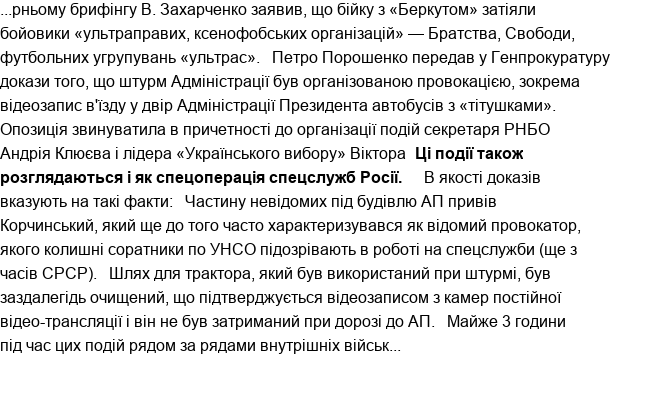 ...рньому брифінгу В. Захарченко заявив, що бійку з «Беркутом» затіяли
бойовики «ультраправих, ксенофобських організацій» — Братства, Свободи,
футбольних угрупувань «ультрас».   Петро Порошенко передав у Генпрокуратуру
докази того, що штурм Адміністрації був організованою провокацією, зокрема
відеозапис в'їзду у двір Адміністрації Президента автобусів з «тітушками».
Опозиція звинуватила в причетності до організації подій секретаря РНБО
Андрія Клюєва і лідера «Українського вибору» Віктора  Ці події також
розглядаються і як спецоперація спецслужб Росії.     В якості доказів
вказують на такі факти:   Частину невідомих під будівлю АП привів
Корчинський, який ще до того часто характеризувався як відомий провокатор,
якого колишні соратники по УНСО підозрівають в роботі на спецслужби (ще з
часів СРСР).   Шлях для трактора, який був використаний при штурмі, був
заздалегідь очищений, що підтверджується відеозаписом з камер постійної
відео-трансляції і він не був затриманий при дорозі до АП.   Майже 3 години
під час цих подій рядом за рядами внутрішніх військ...